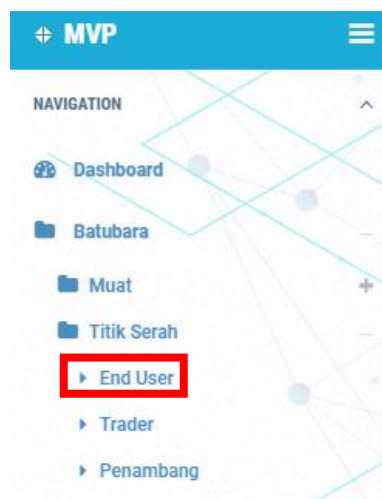 MVP
NAVIGATION
Dashboard
Batubara
Muat
Titik Serah
End User
Trader
Penambang